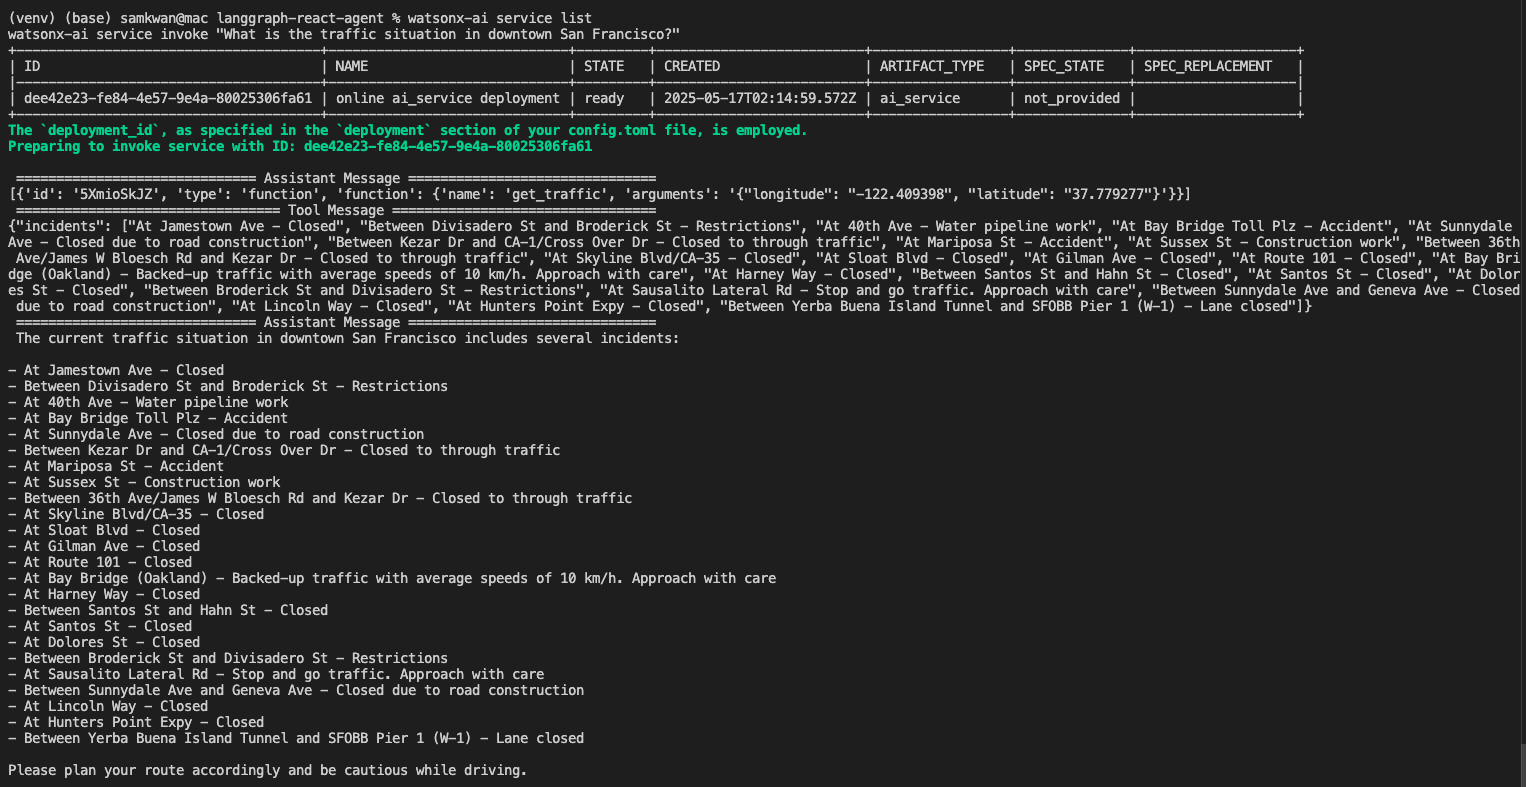 (venv) (base) samkwan@mac langgraph-react-agent % watsonx-ai service list
watsonx-ai service invoke "What is the traffic situation in downtown San Francisco?"
| ID | NAME | STATE | CREATED | ARTIFACT_TYPE | SPEC_STATE | SPEC_REPLACEMENT |
| dee42e23-fe84-4e57-9e4a-80025306fa61 | online ai_service deployment | ready | 2025-05-17T02:14:59.572Z | ai_service | not_provided | |
The `deployment_id`, as specified in the `deployment` section of your config.toml file, is employed.
Preparing to invoke service with ID: dee42e23-fe84-4e57-9e4a-80025306fa61
============================== Assistant Message ===============================
[{'id': '5XmioSkJZ', 'type': 'function', 'function': {'name': 'get_traffic', 'arguments': '{"longitude": "-122.409398", "latitude": "37.779277"}'}}]
================================= Tool Message =================================
{"incidents": ["At Jamestown Ave - Closed", "Between Divisadero St and Broderick St - Restrictions", "At 40th Ave - Water pipeline work", "At Bay Bridge Toll Plz - Accident", "At Sunnydale
Ave - Closed due to road construction", "Between Kezar Dr and CA-1/Cross Over Dr - Closed to through traffic", "At Mariposa St - Accident", "At Sussex St - Construction work", "Between 36th
Ave/James W Bloesch Rd and Kezar Dr - Closed to through traffic", "At Skyline Blvd/CA-35 - Closed", "At Sloat Blvd - Closed", "At Gilman Ave - Closed", "At Route 101 - Closed", "At Bay Bri
dge (Oakland) - Backed-up traffic with average speeds of 10 km/h. Approach with care", "At Harney Way - Closed", "Between Santos St and Hahn St - Closed", "At Santos St - Closed", "At Dolor
es St - Closed", "Between Broderick St and Divisadero St - Restrictions", "At Sausalito Lateral Rd - Stop and go traffic. Approach with care", "Between Sunnydale Ave and Geneva Ave - Closed
due to road construction", "At Lincoln Way - Closed", "At Hunters Point Expy - Closed", "Between Yerba Buena Island Tunnel and SFOBB Pier 1 (W-1) - Lane closed"]}
============================== Assistant Message ===============================
The current traffic situation in downtown San Francisco includes several incidents:
- At Jamestown Ave - Closed
- Between Divisadero St and Broderick St - Restrictions
- At 40th Ave - Water pipeline work
- At Bay Bridge Toll Plz - Accident
- At Sunnydale Ave - Closed due to road construction
- Between Kezar Dr and CA-1/Cross Over Dr - Closed to through traffic
- At Mariposa St - Accident
- At Sussex St - Construction work
- Between 36th Ave/James W Bloesch Rd and Kezar Dr - Closed to through traffic
- At Skyline Blvd/CA-35 - Closed
- At Sloat Blvd - Closed
- At Gilman Ave - Closed
- At Route 101 - Closed
- At Bay Bridge (Oakland) - Backed-up traffic with average speeds of 10 km/h. Approach with care
- At Harney Way - Closed
- Between Santos St and Hahn St - Closed
- At Santos St - Closed
- At Dolores St - Closed
- Between Broderick St and Divisadero St - Restrictions
- At Sausalito Lateral Rd - Stop and go traffic. Approach with care
- Between Sunnydale Ave and Geneva Ave - Closed due to road construction
- At Lincoln Way - Closed
- At Hunters Point Expy - Closed
- Between Yerba Buena Island Tunnel and SFOBB Pier 1 (W-1) - Lane closed
Please plan your route accordingly and be cautious while driving.